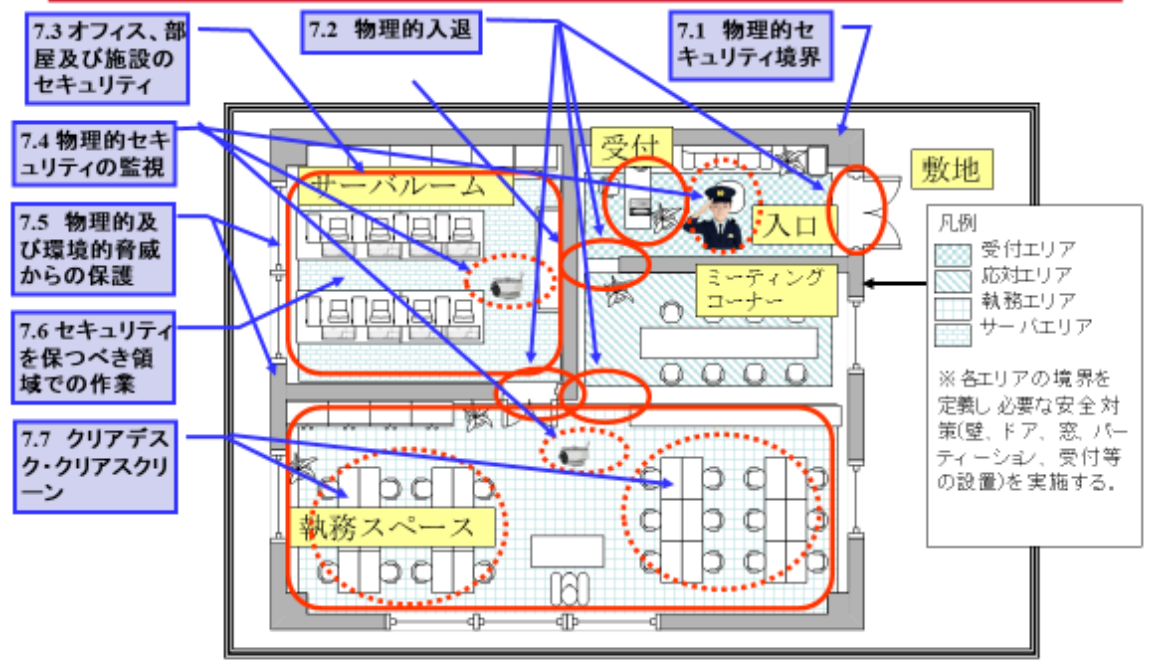 7.3 オフィス、部
屋及び施設の
セキュリティ
7.2 物理的入退
7.1 物理的セ
キュリティ境界
7.4 物理的セキ
ュリティの監視
7.5 物理的及
び環境的脅威
からの保護
7.6 セキュリティ
を保つべき領
域での作業
7.7 クリアデス
ク・クリアスクリ
ーン
受付
サーバルーム
入口
敷地
ミーティング
コーナー
執務スペース
凡例
受付エリア
応対エリア
執務エリア
サーバエリア
※各エリアの境界を
定義し必要な安全対
策(壁、ドア、窓、パー
ティーション、受付等
の設置)を実施する。